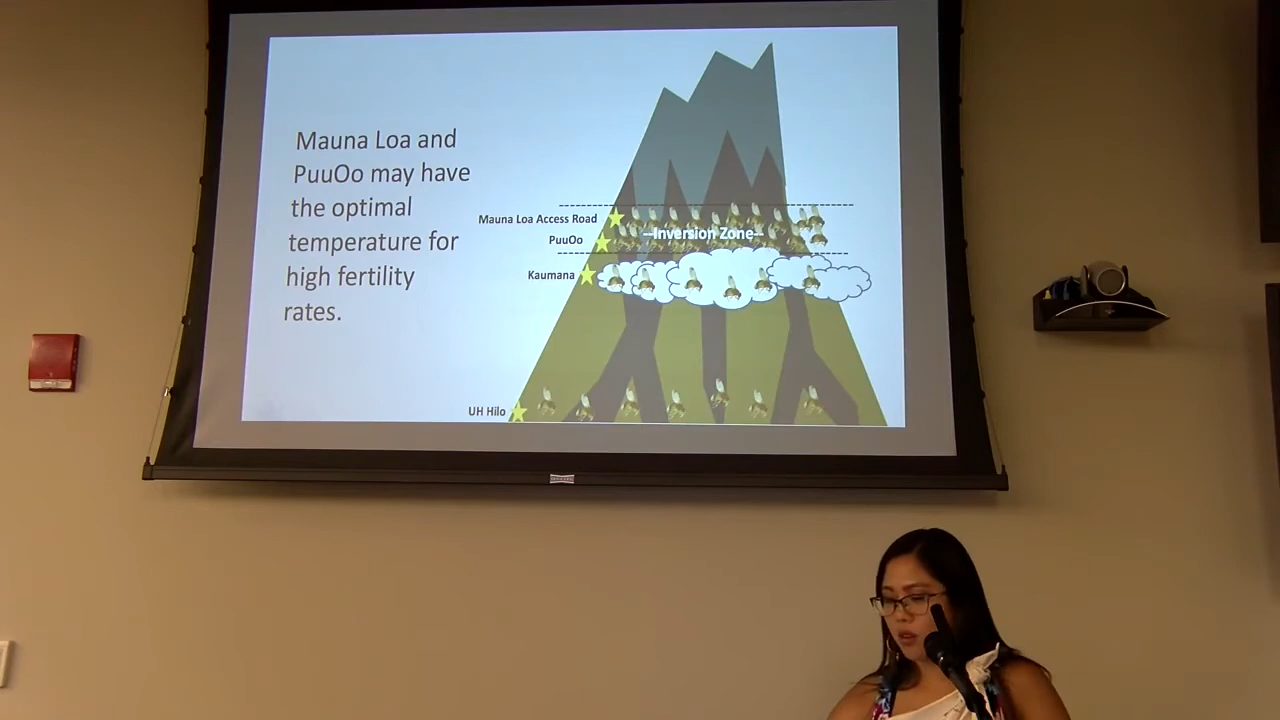 Mauna Loa and
PuuOo may have
the optimal
temperature for
high fertility
rates.
Mauna Loa Access Road
--Inversion Zone--
PuuOo
Kaumana
UH Hilo